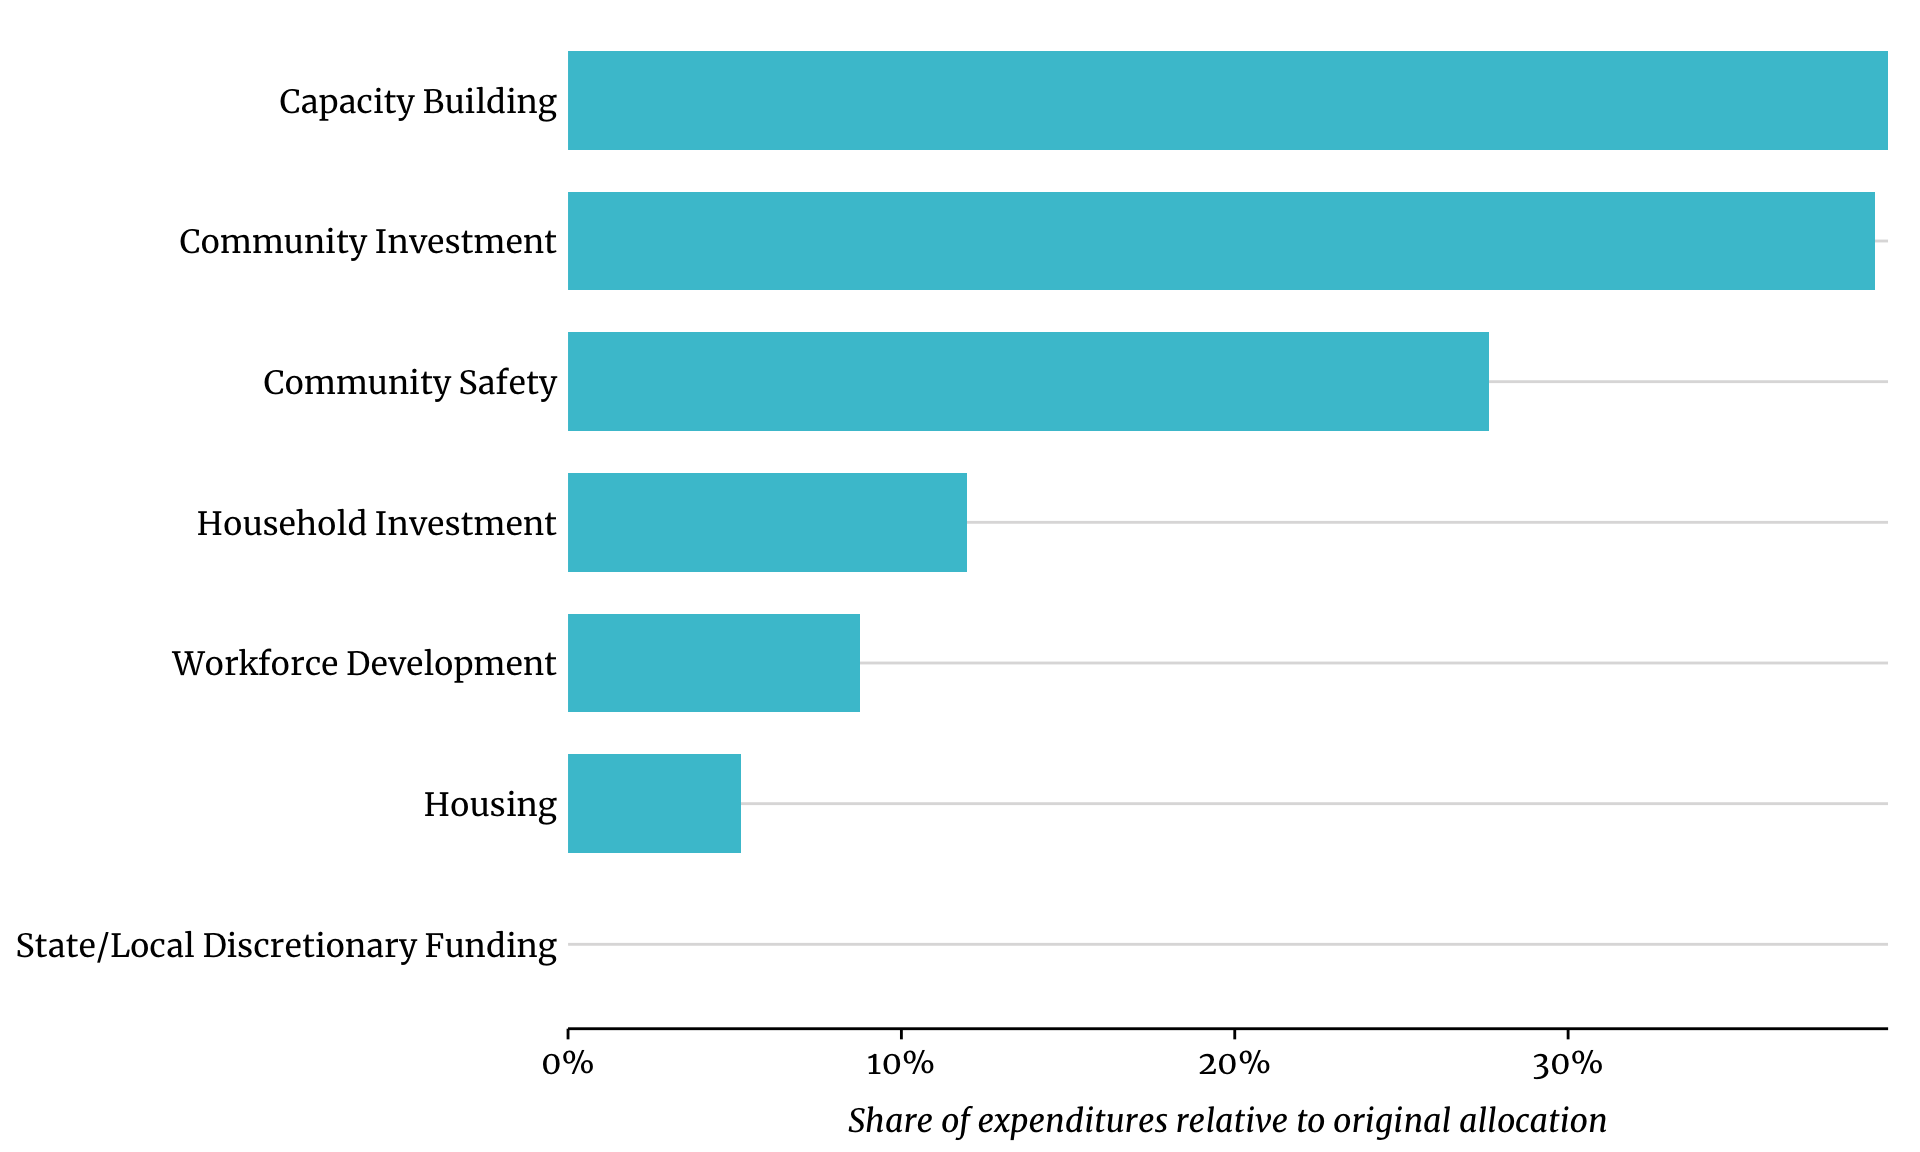 Capacity Building
Community Investment
Community Safety
Household Investment
Workforce Development
Housing
State/Local Discretionary Funding
0% 10% 20% 30%
Share of expenditures relative to original allocation